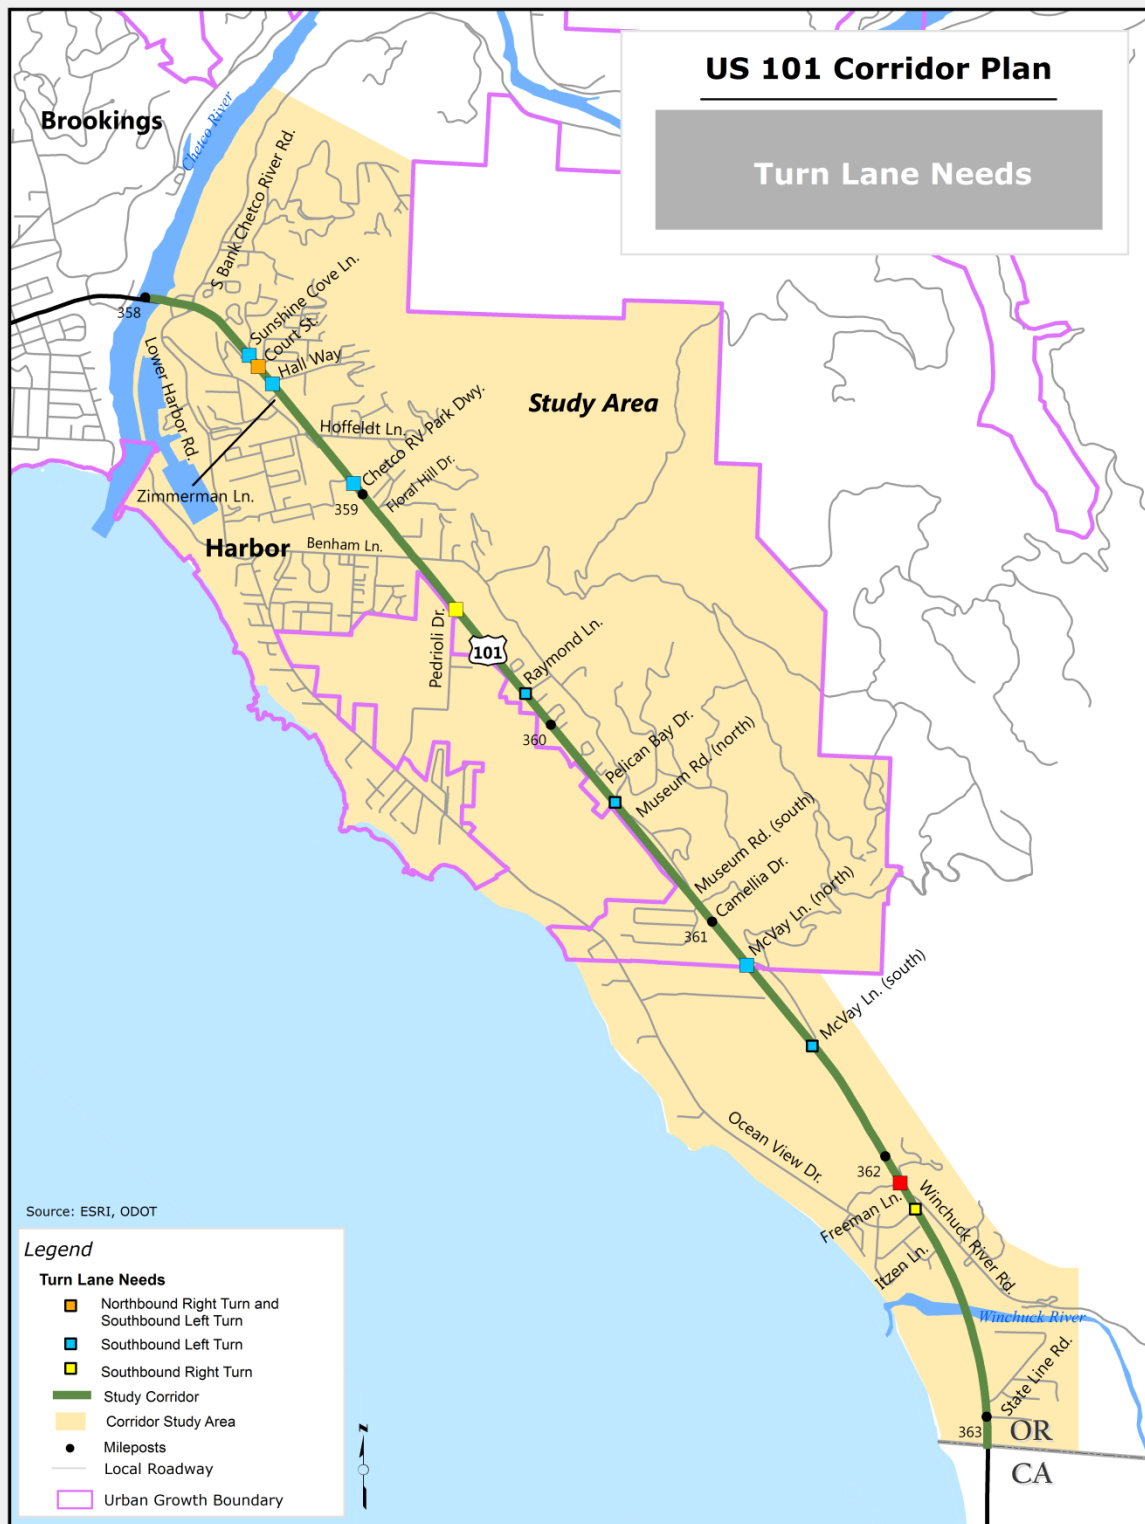 US 101 Corridor Plan
Turn Lane Needs
Brookings
Chetco River
S Bank Chetco River Rd.
358
Sunshine Cove Ln.
Court St.
Hall Way
Lower Harbor Rd.
Study Area
Hoffeldt Ln.
Chetco RV Park Dwy.
Floral Hill Dr.
Zimmerman Ln.
359
Harbor
Benham Ln.
Pedrioli Dr.
101
Raymond Ln.
360
Pelican Bay Dr.
Museum Rd. (north)
Museum Rd. (south)
Camellia Dr.
361
McVay Ln. (north)
McVay Ln. (south)
Ocean View Dr.
362
Freeman Ln.
Winchuck River Rd.
Itzen Ln.
Winchuck River
State Line Rd.
363
OR
CA
Source: ESRI, ODOT
Legend
Turn Lane Needs
Northbound Right Turn and
Southbound Left Turn
Southbound Left Turn
Southbound Right Turn
Study Corridor
Corridor Study Area
Mileposts
Local Roadway
Urban Growth Boundary
N